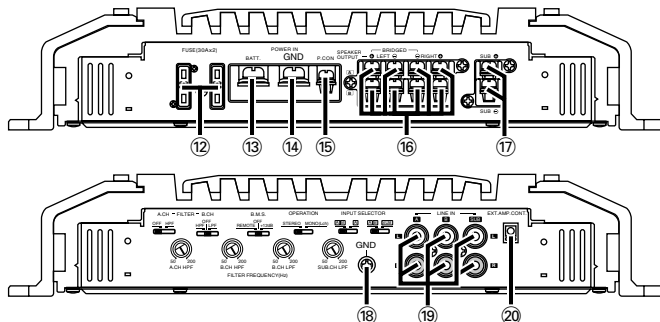 FUSE(30Ax2)
POWER IN
BATT. GND P.CON
SPEAKER OUTPUT
BRIDGED
+ LEFT − − RIGHT +
A
B
SUB +
SUB −
⑫ ⑬ ⑭ ⑮ ⑯ ⑰
A.CH – FILTER – B.CH
OFF HPF
OFF
HPF LPF
B.M.S.
OFF
REMOTE
OPERATION
STEREO MONO(L)
INPUT SELECTOR
LINE IN
A B SUB
EXT.AMP.CONT.
GND
L L
R
50 200 50 200 50 200 50 200
A.CH HPF B.CH HPF B.CH LPF SUB.CH LPF
FILTER FREQUENCY(Hz)
⑱ ⑲ ⑳